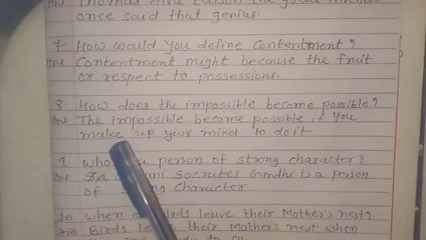 once said that genius.
7 How would you define contentment?
Ans Contentment might because the fruit
or respect to possessions.
8 How does the impossible become possible?
Ans The impossible become possible if you
make up your mind to do it
9 who a person of strong character?
Socrates Gandhi is a person
of character
10 when birds leave their Mother's nest?
Ans Birds leave their Mother's nest when